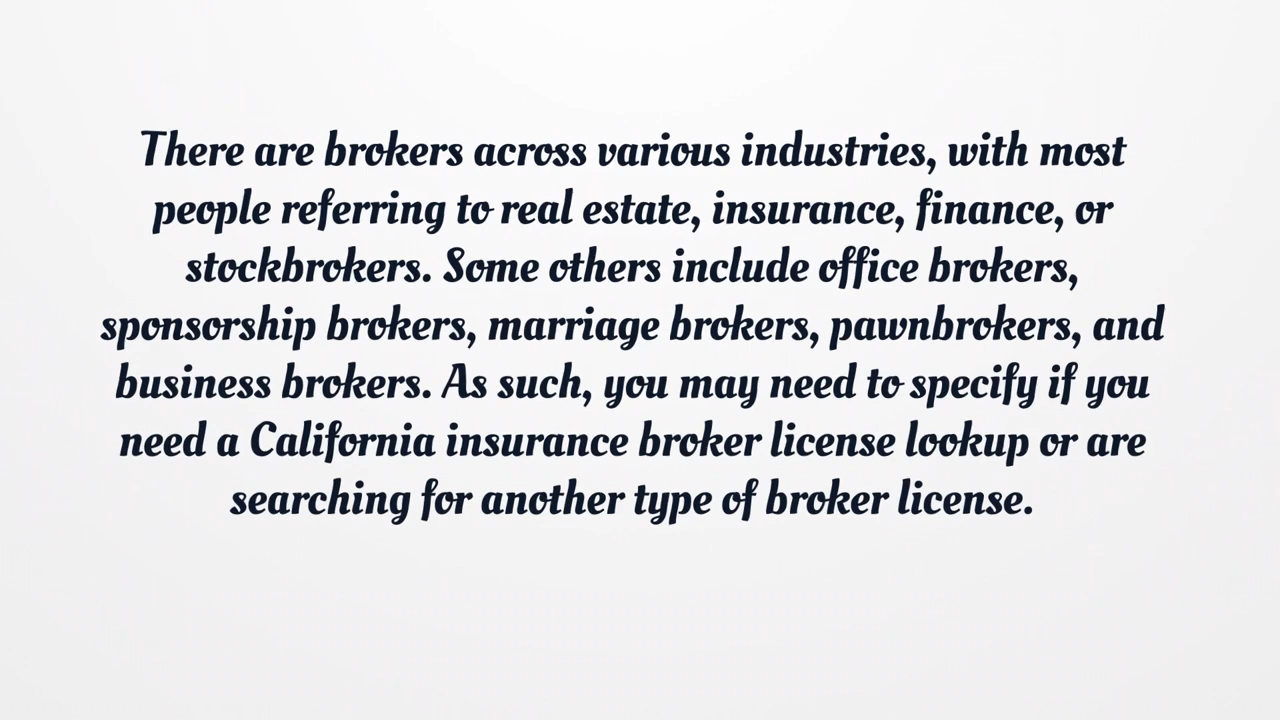 There are brokers across various industries, with most
people referring to real estate, insurance, finance, or
stockbrokers. Some others include office brokers,
sponsorship brokers, marriage brokers, pawnbrokers, and
business brokers. As such, you may need to specify if you
need a California insurance broker license lookup or are
searching for another type of broker license.